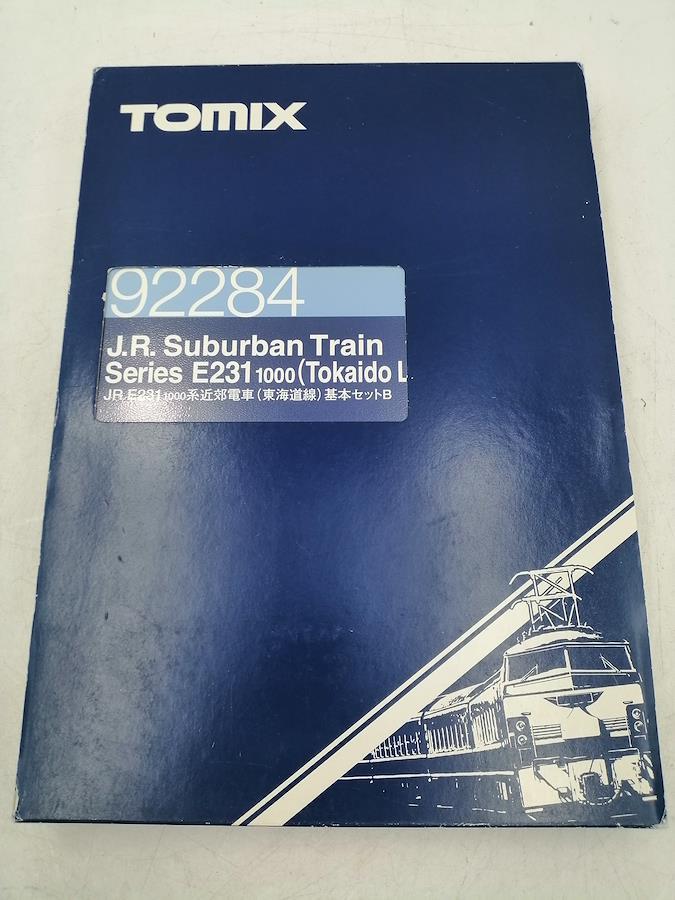 TOMIX
92284
J.R. Suburban Train
Series E231 1000 (Tokaido L
JR E231 1000系近郊電車(東海道線)基本セットB